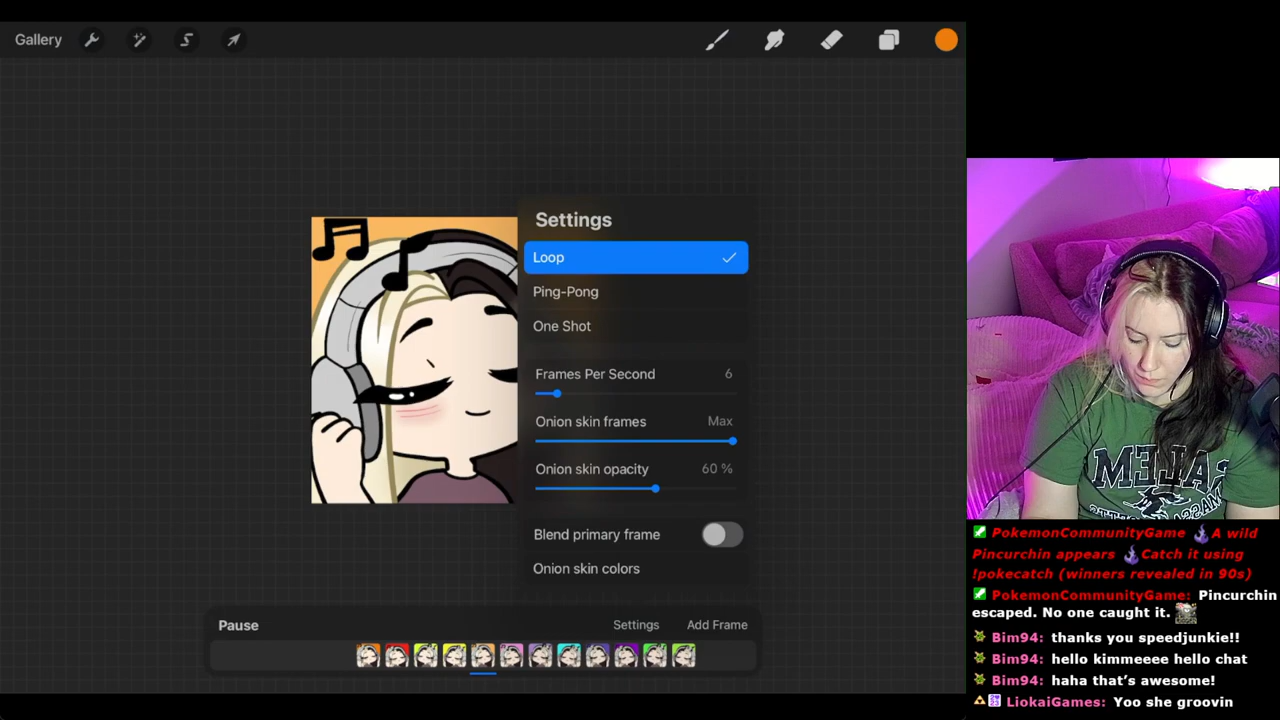 Gallery
Settings
Loop
Ping-Pong
One Shot
Frames Per Second 6
Onion skin frames Max
Onion skin opacity 60 %
Blend primary frame
Onion skin colors
Pause Settings Add Frame
SALEM
MASSACHUSETTS
PokemonCommunityGame A wild
Pincurchin appears Catch it using
!pokecatch (winners revealed in 90s)
PokemonCommunityGame: Pincurchin
escaped. No one caught it.
Bim94: thanks you speedjunkie!!
Bim94: hello kimmeeee hello chat
Bim94: haha that's awesome!
LiokaiGames: Yoo she groovin